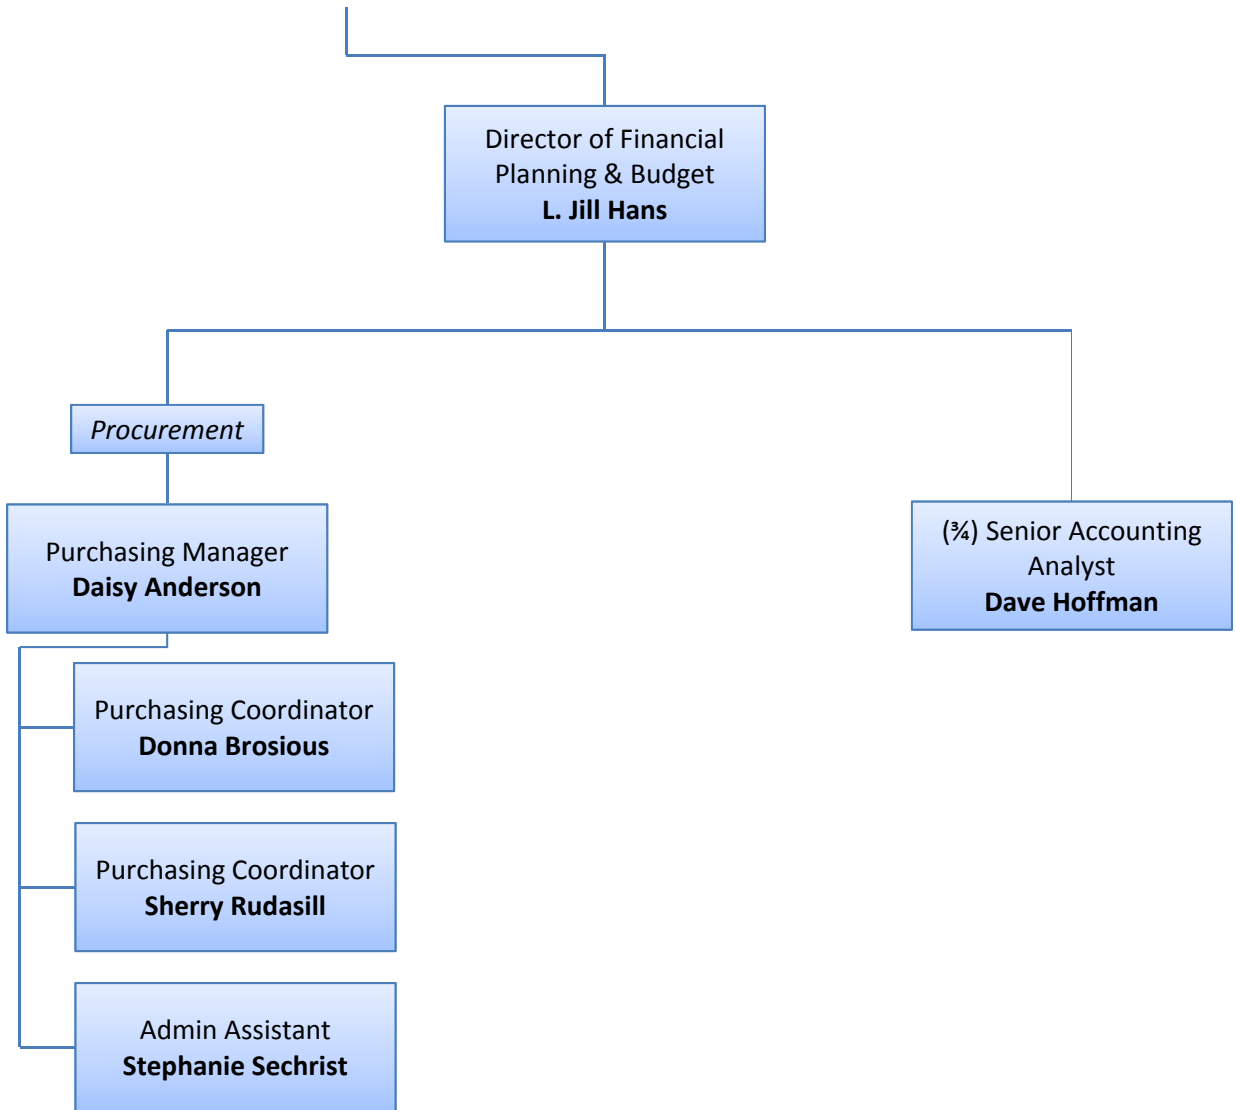 Director of Financial
Planning & Budget
L. Jill Hans
Procurement
Purchasing Manager
Daisy Anderson
(¾) Senior Accounting
Analyst
Dave Hoffman
Purchasing Coordinator
Donna Brosious
Purchasing Coordinator
Sherry Rudasill
Admin Assistant
Stephanie Sechrist